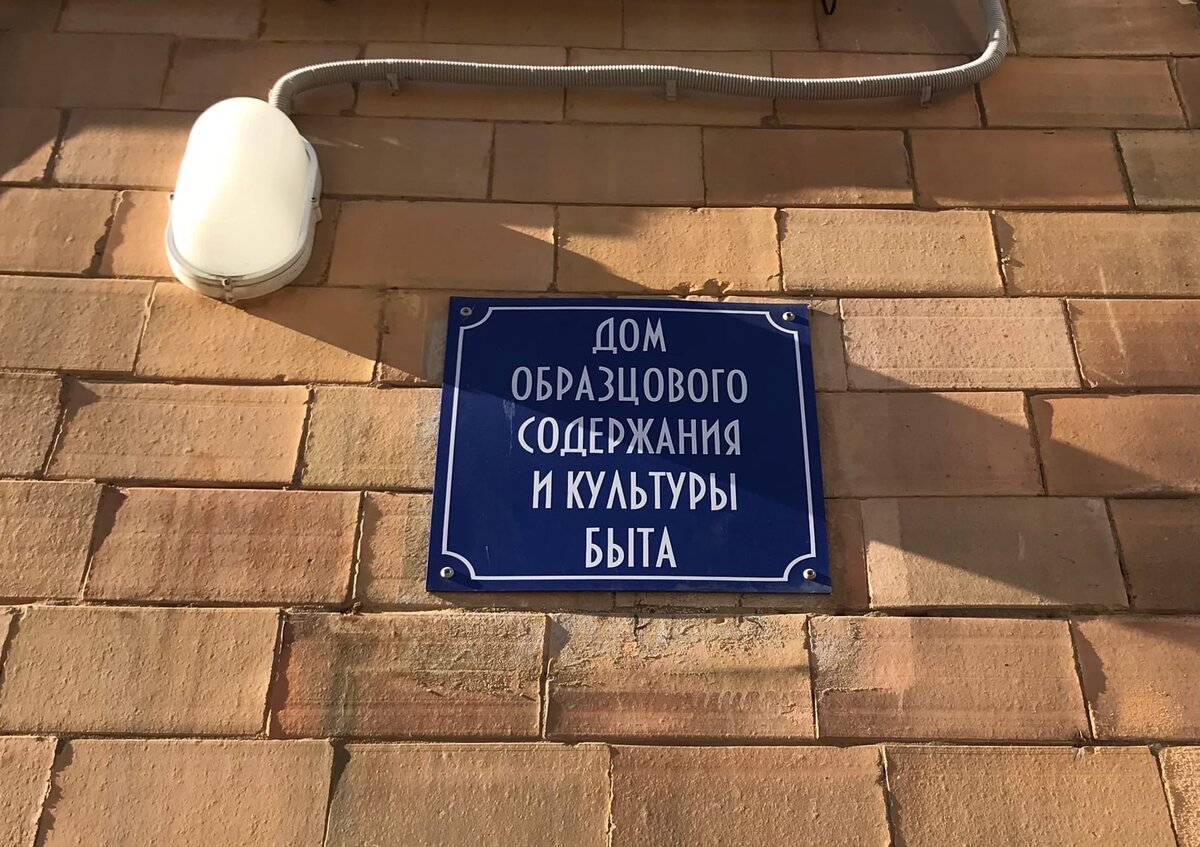 ДОМ
ОБРАЗЦОВОГО
СОДЕРЖАНИЯ
И КУЛЬТУРЫ
БЫТА